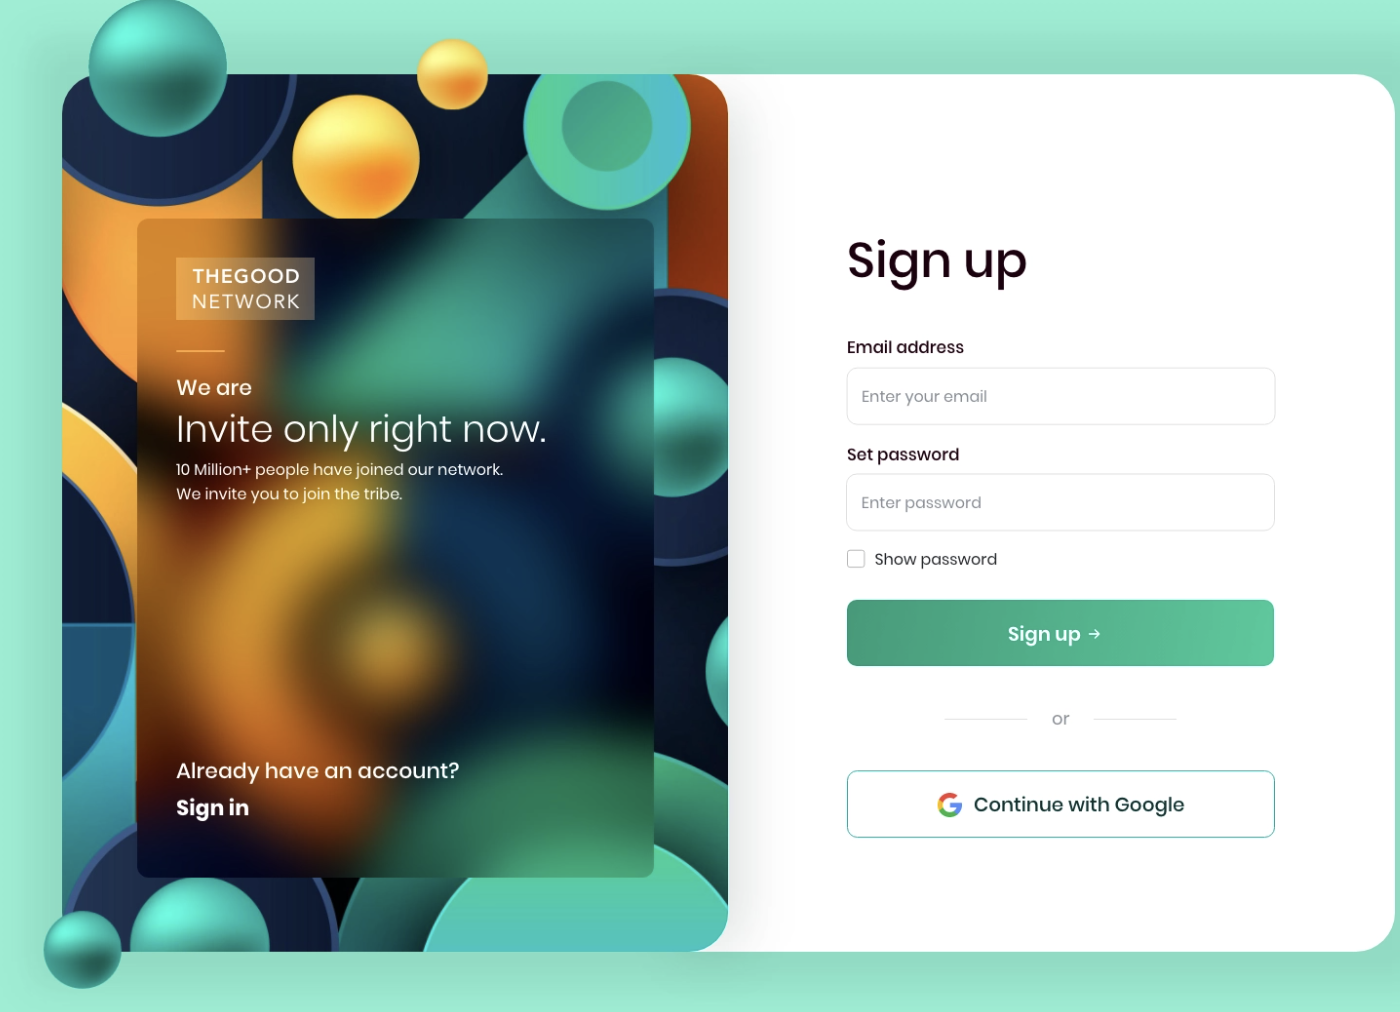 THEGOOD
NETWORK
We are
Invite only right now.
10 Million+ people have joined our network.
We invite you to join the tribe.
Already have an account?
Sign in
Sign up
Email address
Enter your email
Set password
Enter password
Show password
Sign up →
or
Continue with Google